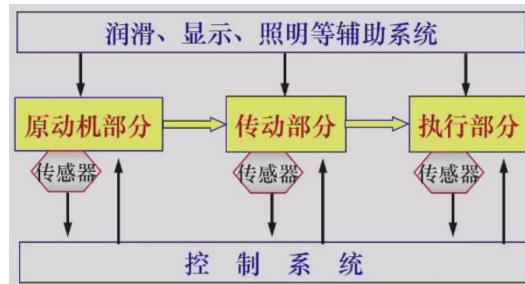 润滑、显示、照明等辅助系统
原动机部分
传动部分
执行部分
传感器
传感器
传感器
控制系统